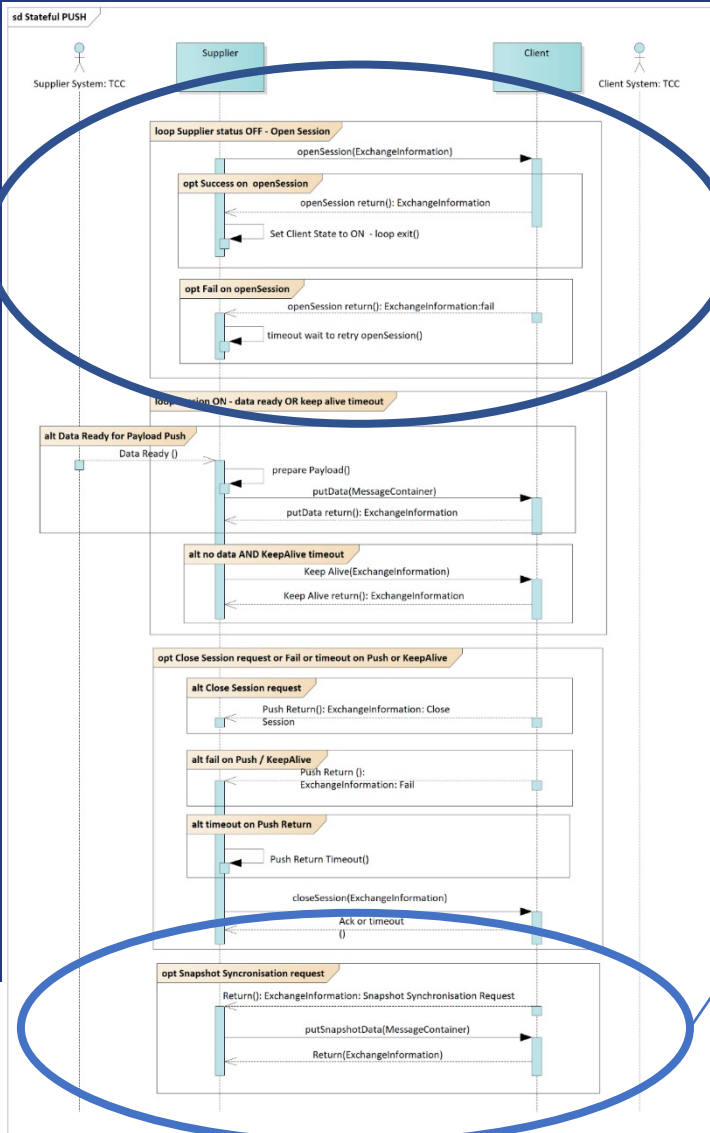 sd Stateful PUSH
Supplier
Client
Supplier System: TCC
Client System: TCC
loop Supplier status OFF - Open Session
openSession(ExchangeInformation)
opt Success on openSession
openSession return(): ExchangeInformation
Set Client State to ON - loop exit()
opt Fail on openSession
openSession return(): ExchangeInformation:fail
timeout wait to retry openSession()
loop Session ON - data ready OR keep alive timeout
alt Data Ready for Payload Push
Data Ready ()
prepare Payload()
putData(MessageContainer)
putData return(): ExchangeInformation
alt no data AND KeepAlive timeout
Keep Alive(ExchangeInformation)
Keep Alive return(): ExchangeInformation
opt Close Session request or Fail or timeout on Push or KeepAlive
alt Close Session request
Push Return(): ExchangeInformation: Close
Session
alt fail on Push / KeepAlive
Push Return ():
ExchangeInformation: Fail
alt timeout on Push Return
Push Return Timeout()
closeSession(ExchangeInformation)
Ack or timeout
()
opt Snapshot Syncronisation request
Return(): ExchangeInformation: Snapshot Synchronisation Request
putSnapshotData(MessageContainer)
Return(ExchangeInformation)